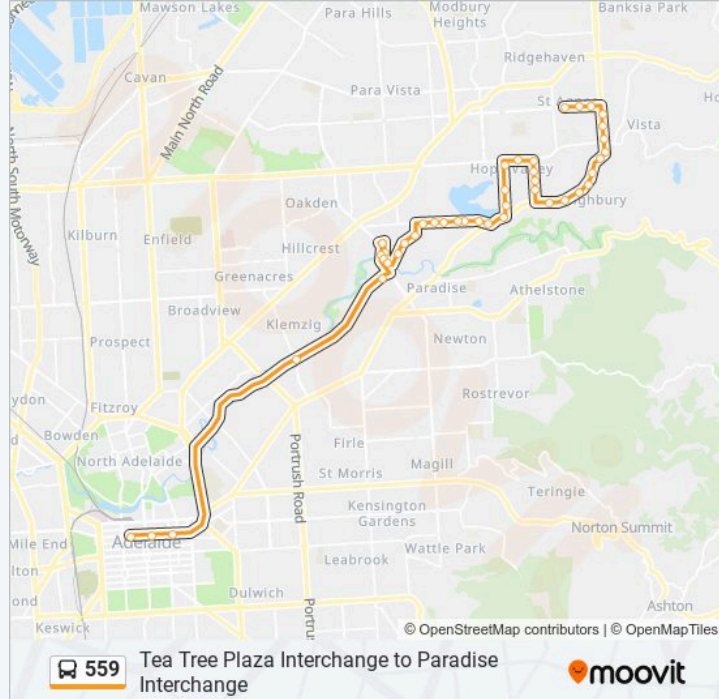 Mawson Lakes
Para Hills
Modbury
Heights
Banksia Park
Ridgehaven
Cavan
Para Vista
Main North Road
Vista
North South Motorway
Oakden
Kilburn
Enfield
Hillcrest
Greenacres
Paradise
Athelstone
Broadview
Klemzig
Prospect
Newton
Rostrevor
Fitzroy
Bowden
North Adelaide
Portrush Road
Firle
St Morris
Magill
Teringie
Kensington
Gardens
Norton Summit
Mile End
Adelaide
Wattle Park
Leabrook
Dulwich
Ashton
Keswick
© OpenStreetMap contributors | © OpenMapTiles
559
Tea Tree Plaza Interchange to Paradise
Interchange
moovit